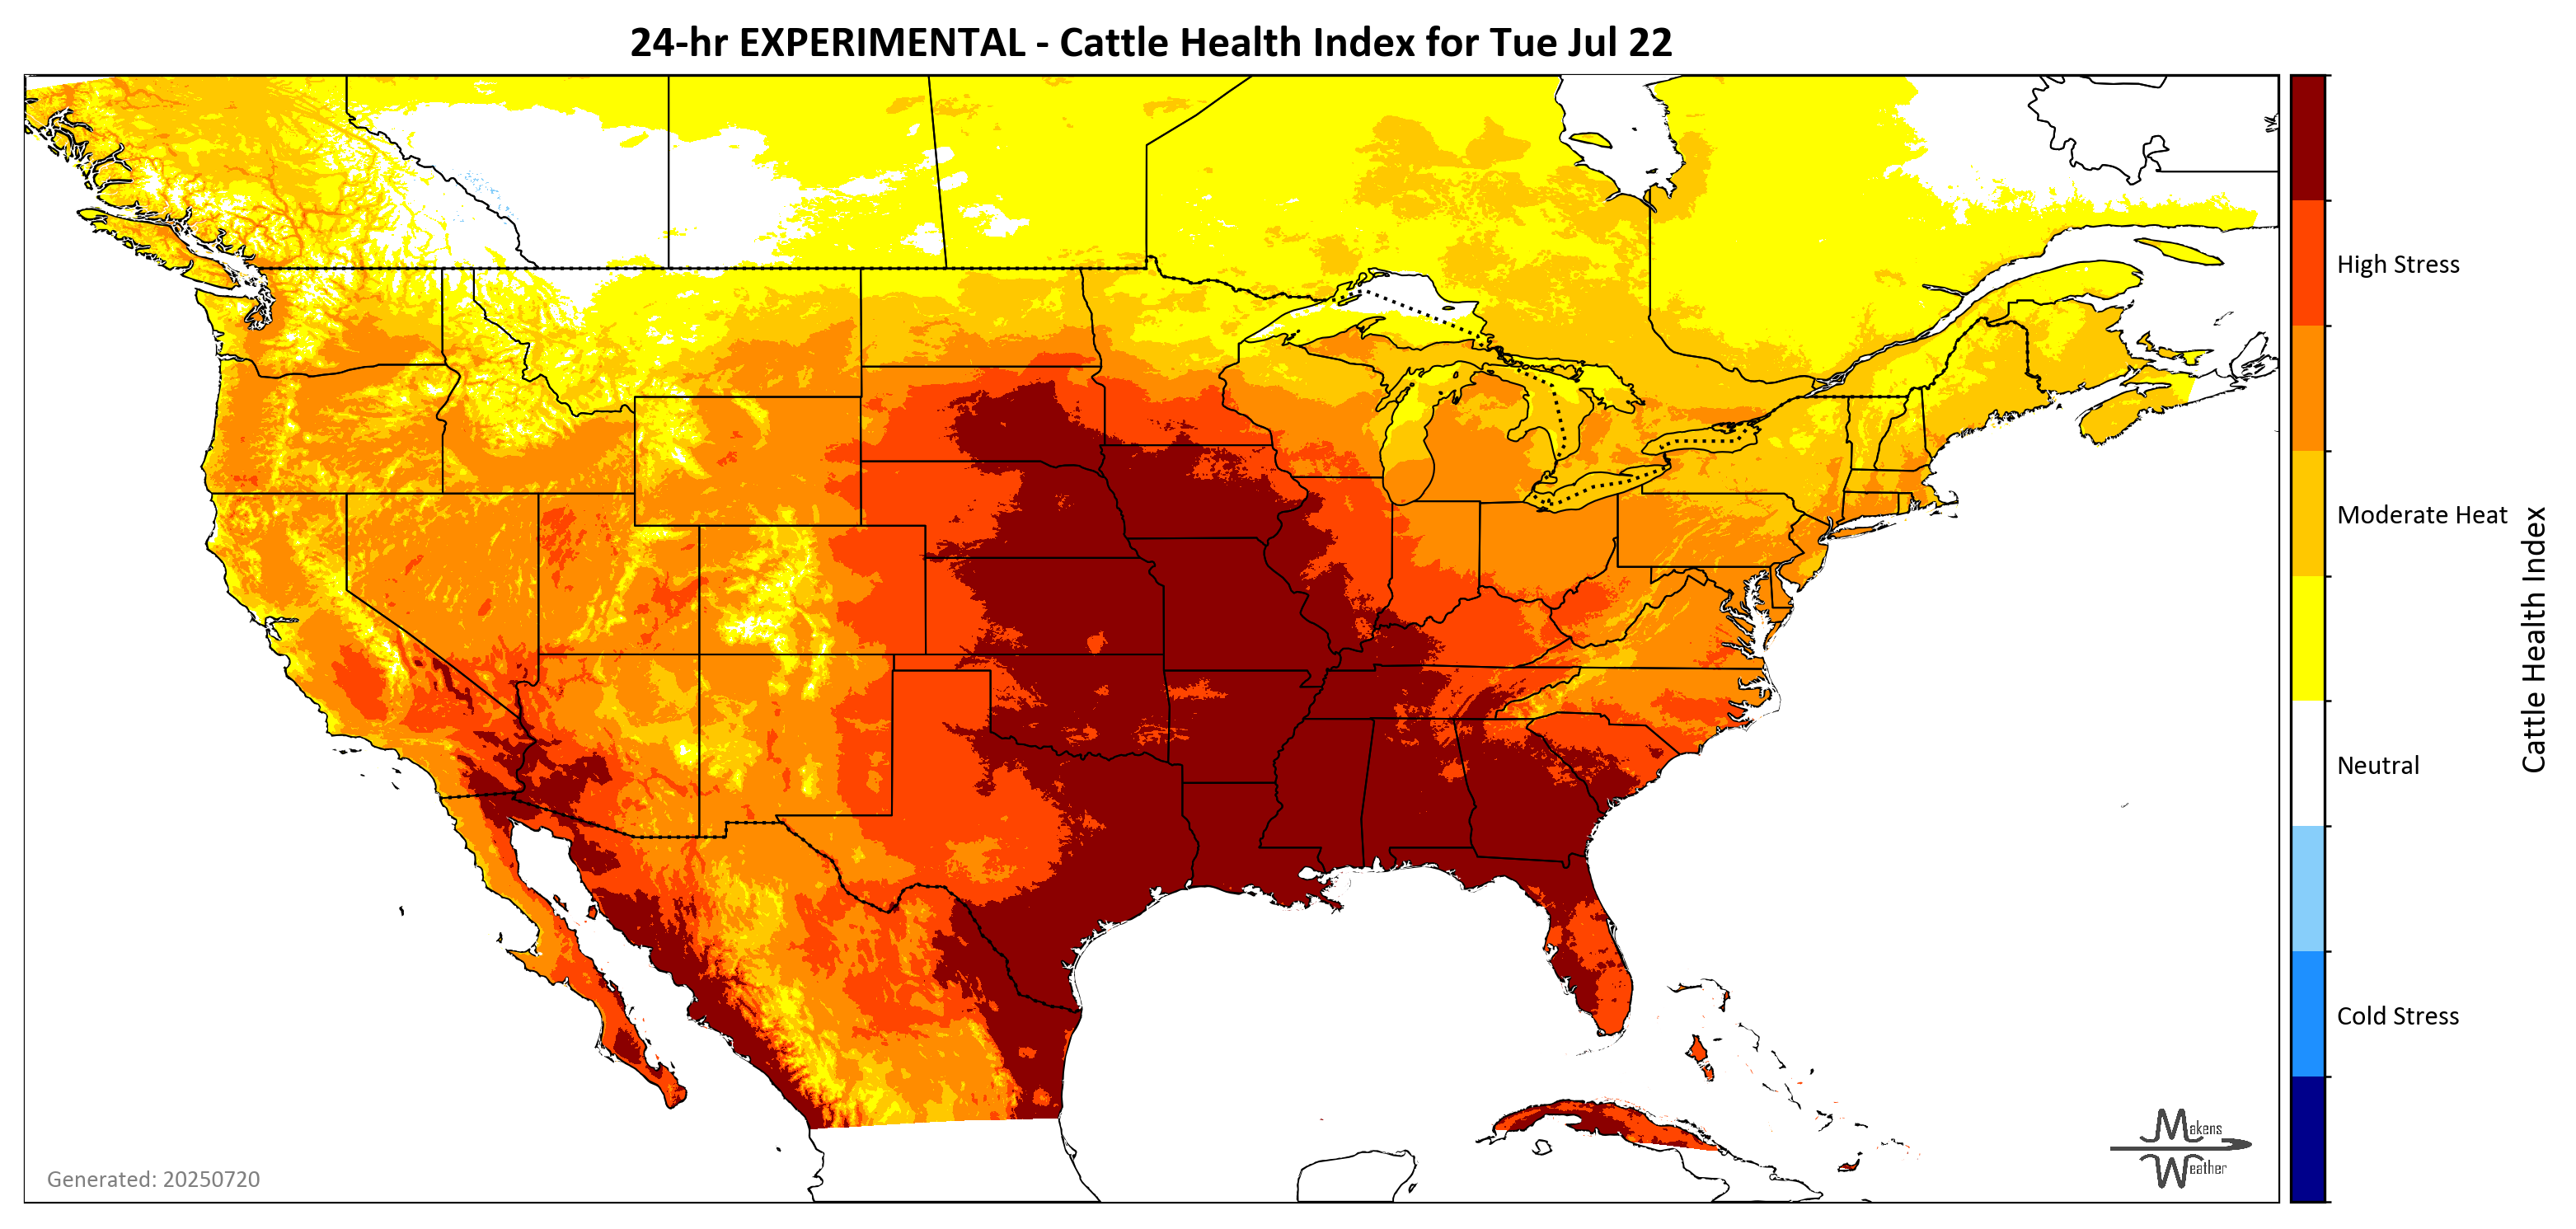 24-hr EXPERIMENTAL - Cattle Health Index for Tue Jul 22
High Stress
Moderate Heat
Neutral
Cold Stress
Cattle Health Index
Makens
Weather
Generated: 20250720